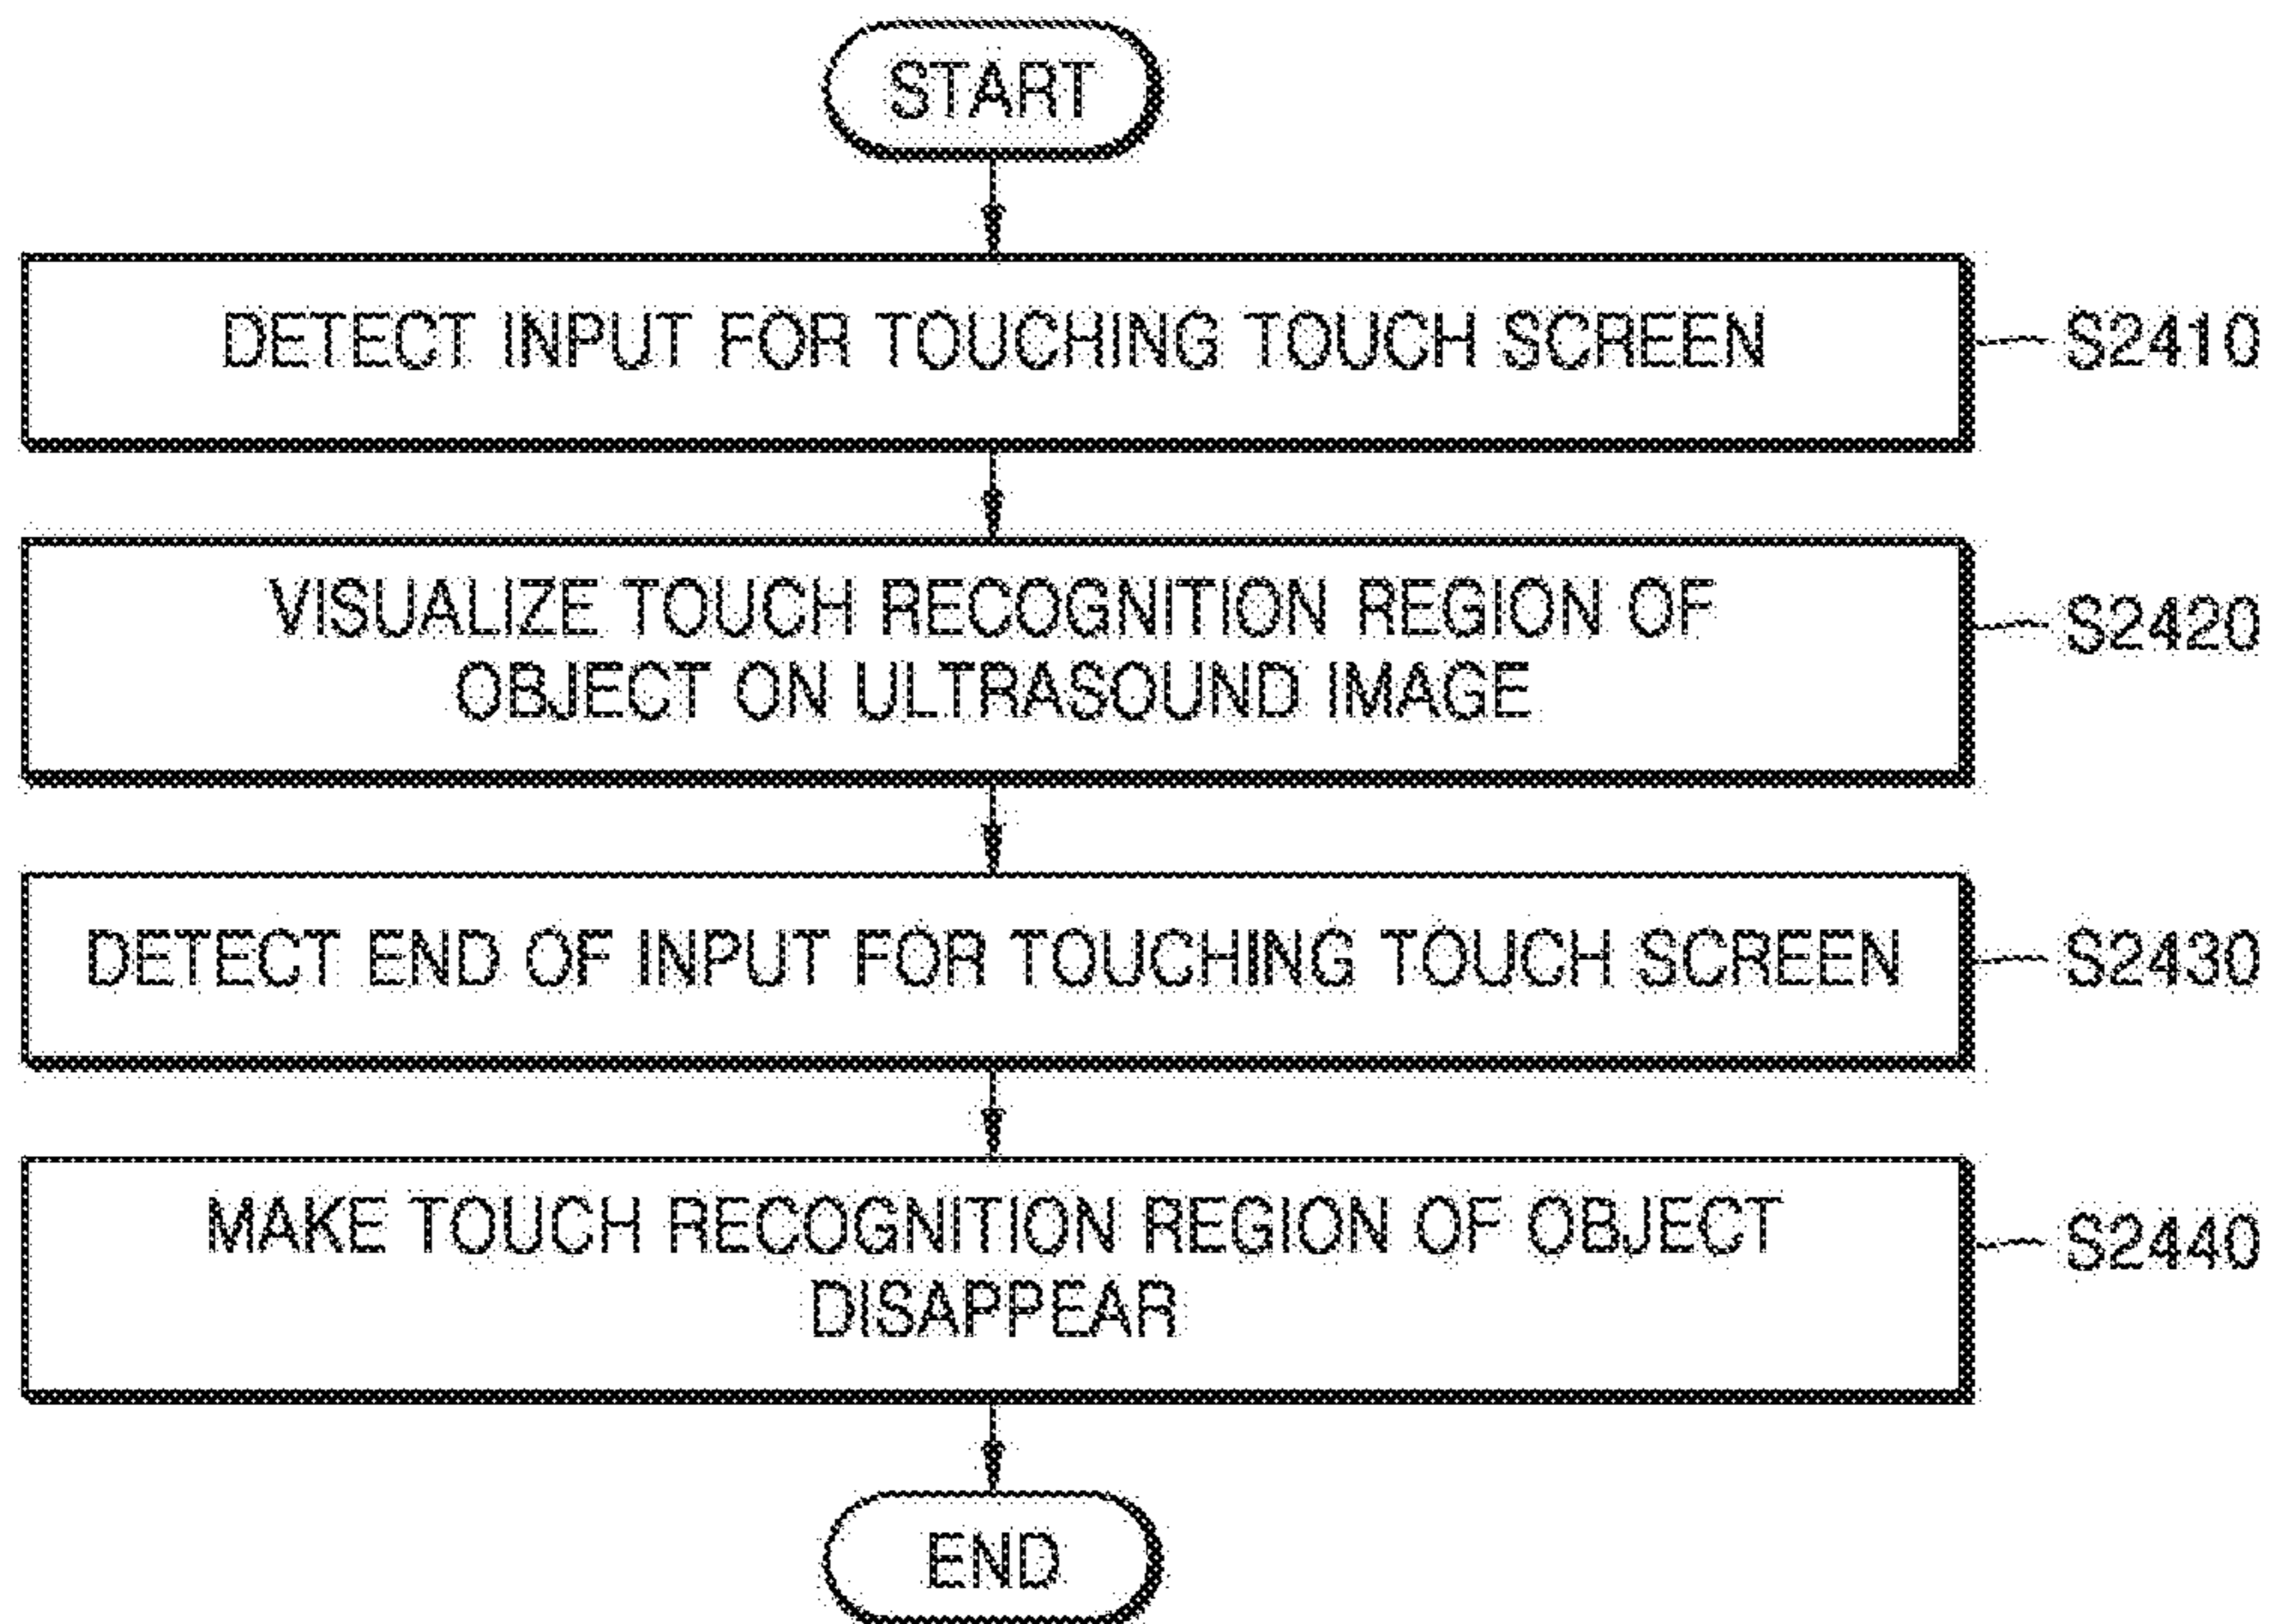 START
DETECT INPUT FOR TOUCHING TOUCH SCREEN
S2410
VISUALIZE TOUCH RECOGNITION REGION OF
OBJECT ON ULTRASOUND IMAGE
S2420
DETECT END OF INPUT FOR TOUCHING TOUCH SCREEN
S2430
MAKE TOUCH RECOGNITION REGION OF OBJECT
DISAPPEAR
S2440
END